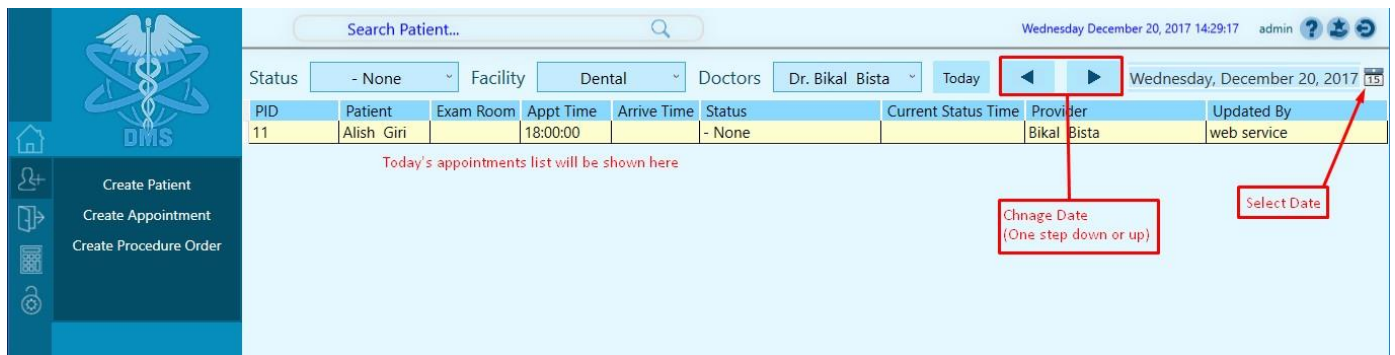 Search Patient...
Wednesday December 20, 2017 14:29:17 admin ?
Status - None Facility Dental Doctors Dr. Bikal Bista Today Wednesday, December 20, 2017 15
PID Patient Exam Room Appt Time Arrive Time Status Current Status Time Provider Updated By
11 Alish Giri 18:00:00 - None Bikal Bista web service
DMS
Today's appointments list will be shown here
Create Patient
Create Appointment
Create Procedure Order
Chnage Date
(One step down or up)
Select Date